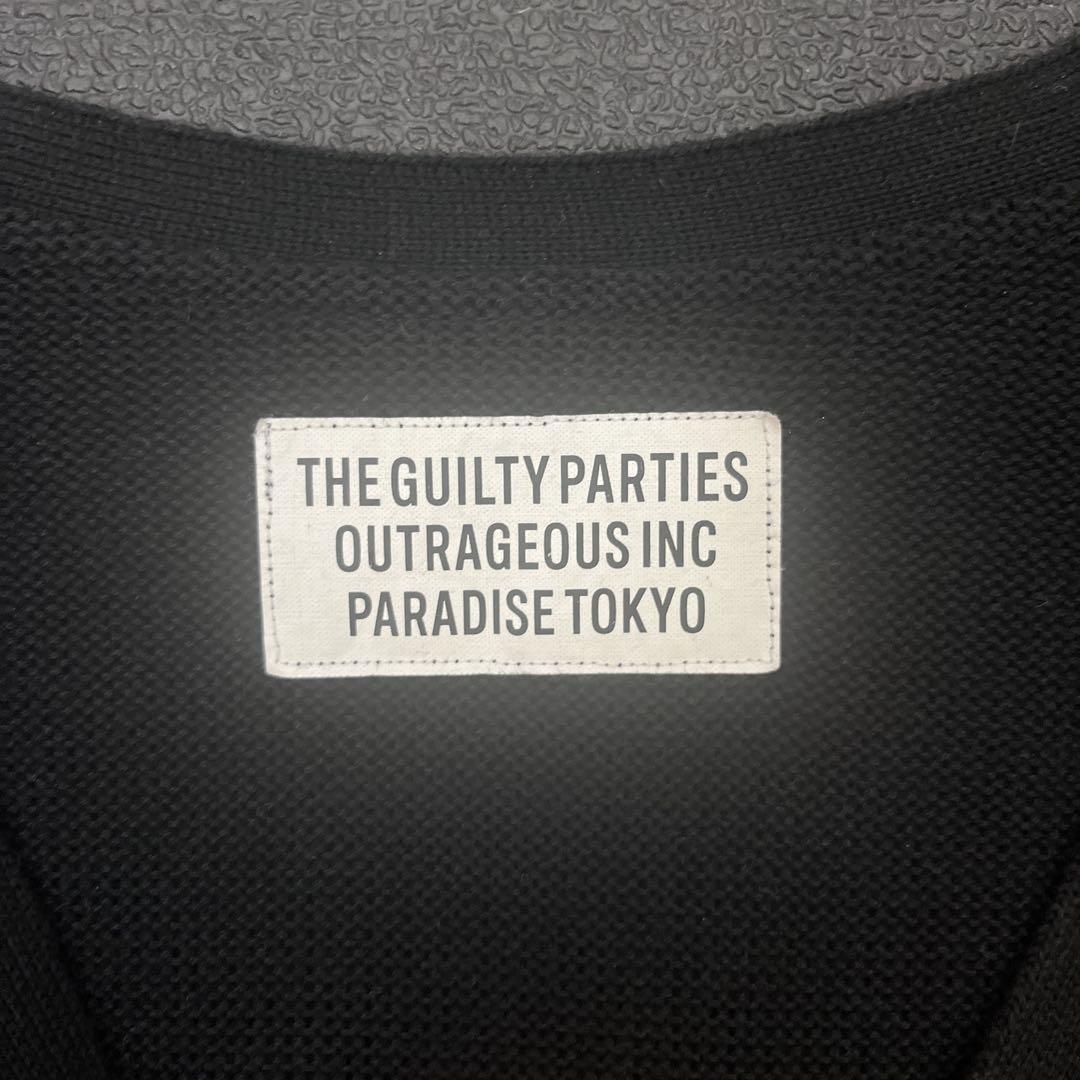 THE GUILTY PARTIES
OUTRAGEOUS INC
PARADISE TOKYO